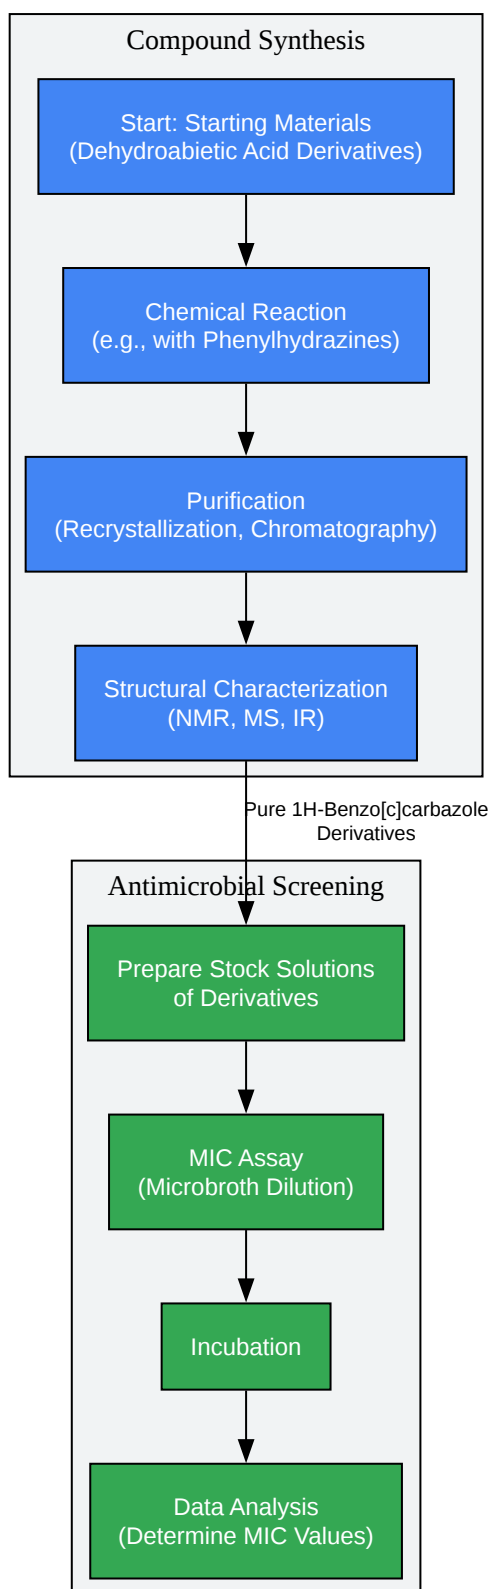 Compound Synthesis
Start: Starting Materials
(Dehydroabietic Acid Derivatives)
Chemical Reaction
(e.g., with Phenylhydrazines)
Purification
(Recrystallization, Chromatography)
Structural Characterization
(NMR, MS, IR)
Pure 1H-Benzo[c]carbazole
Derivatives
Antimicrobial Screening
Prepare Stock Solutions
of Derivatives
MIC Assay
(Microbroth Dilution)
Incubation
Data Analysis
(Determine MIC Values)